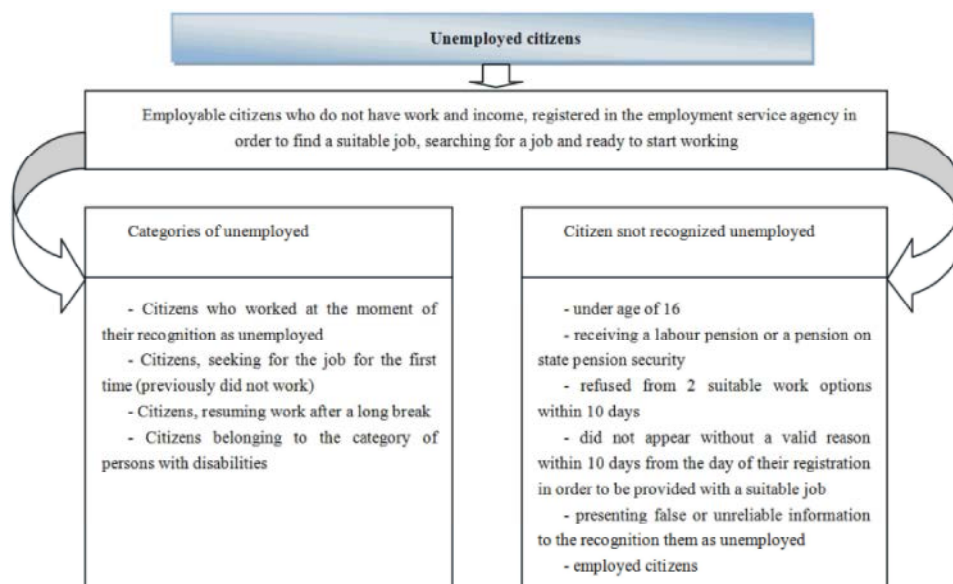 Unemployed citizens
Employable citizens who do not have work and income, registered in the employment service agency in
order to find a suitable job, searching for a job and ready to start working
Categories of unemployed
- Citizens who worked at the moment of
their recognition as unemployed
- Citizens, seeking for the job for the first
time (previously did not work)
- Citizens, resuming work after a long break
- Citizens belonging to the category of
persons with disabilities
Citizen snot recognized unemployed
- under age of 16
- receiving a labour pension or a pension on
state pension security
- refused from 2 suitable work options
within 10 days
- did not appear without a valid reason
within 10 days from the day of their registration
in order to be provided with a suitable job
- presenting false or unreliable information
to the recognition them as unemployed
- employed citizens